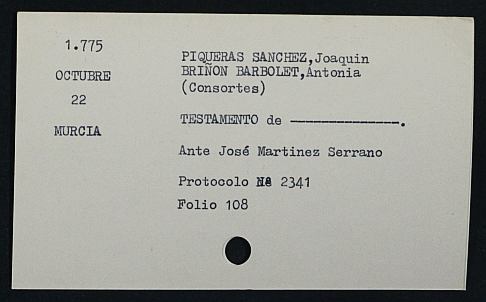 1.775
OCTUBRE
22
MURCIA
PIQUERAS SANCHEZ,Joaquin
BRIÑON BARBOLET,Antonia
(Consortes)
TESTAMENTO de ---------------.
Ante José Martinez Serrano
Protocolo Nº 2341
Folio 108